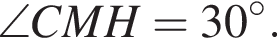 ∠CMH = 30°.